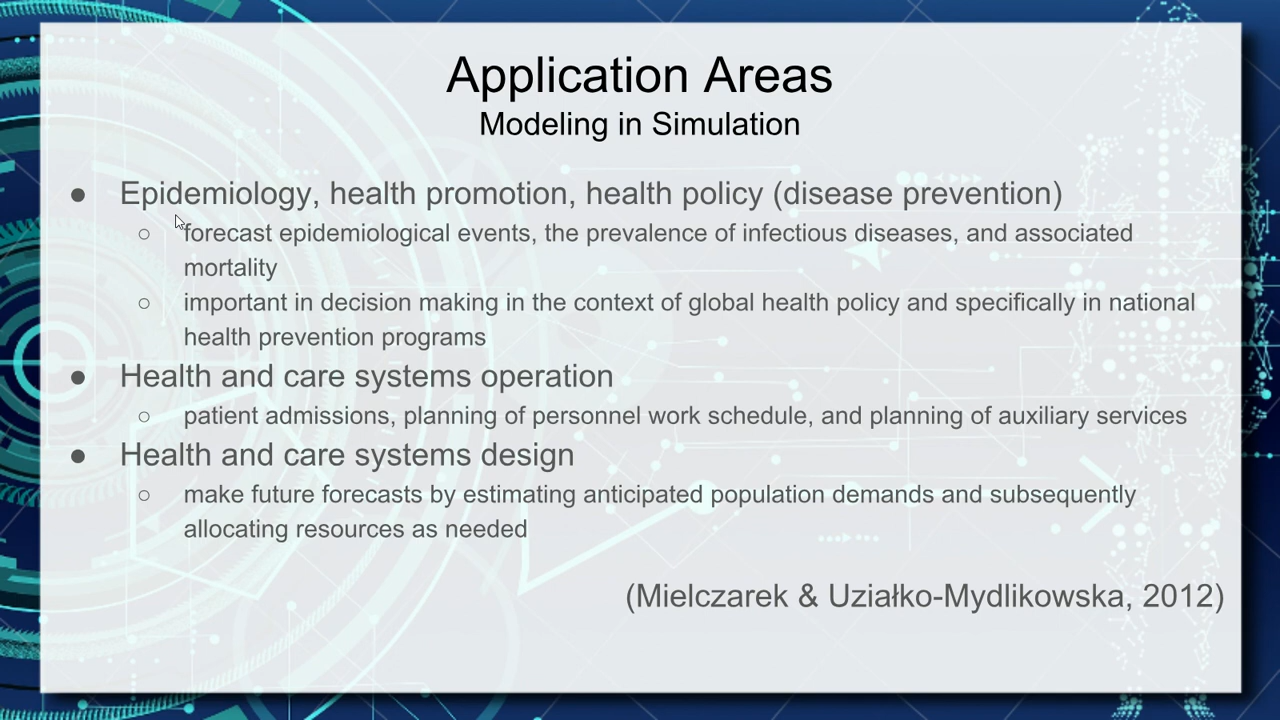 Application Areas
Modeling in Simulation
● Epidemiology, health promotion, health policy (disease prevention)
○ forecast epidemiological events, the prevalence of infectious diseases, and associated
mortality
○ important in decision making in the context of global health policy and specifically in national
health prevention programs
● Health and care systems operation
○ patient admissions, planning of personnel work schedule, and planning of auxiliary services
● Health and care systems design
○ make future forecasts by estimating anticipated population demands and subsequently
allocating resources as needed
(Mielczarek & Uziałko-Mydlikowska, 2012)